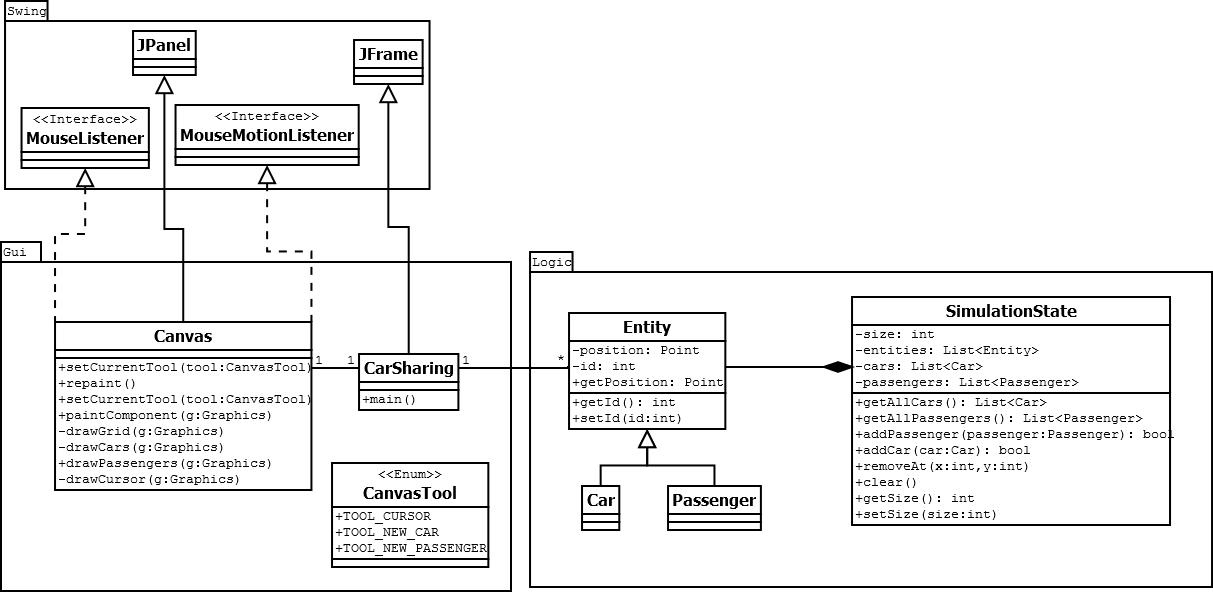 Swing
JPanel
JFrame
<<Interface>>
MouseListener
<<Interface>>
MouseMotionListener
Gui
Canvas
+setCurrentTool(tool:CanvasTool)
+repaint()
+setCurrentTool(tool:CanvasTool)
+paintComponent(g:Graphics)
-drawGrid(g:Graphics)
-drawCars(g:Graphics)
+drawPassengers(g:Graphics)
-drawCursor(g:Graphics)
1
1
CarSharing
+main()
1
*
<<Enum>>
CanvasTool
+TOOL_CURSOR
+TOOL_NEW_CAR
+TOOL_NEW_PASSENGER
Logic
Entity
-position: Point
-id: int
+getPosition: Point
+getId(): int
+setId(id:int)
Car
Passenger
SimulationState
-size: int
-entities: List<Entity>
-cars: List<Car>
-passengers: List<Passenger>
+getAllCars(): List<Car>
+getAllPassengers(): List<Passenger>
+addPassenger(passenger:Passenger): bool
+addCar(car:Car): bool
+removeAt(x:int,y:int)
+clear()
+getSize(): int
+setSize(size:int)